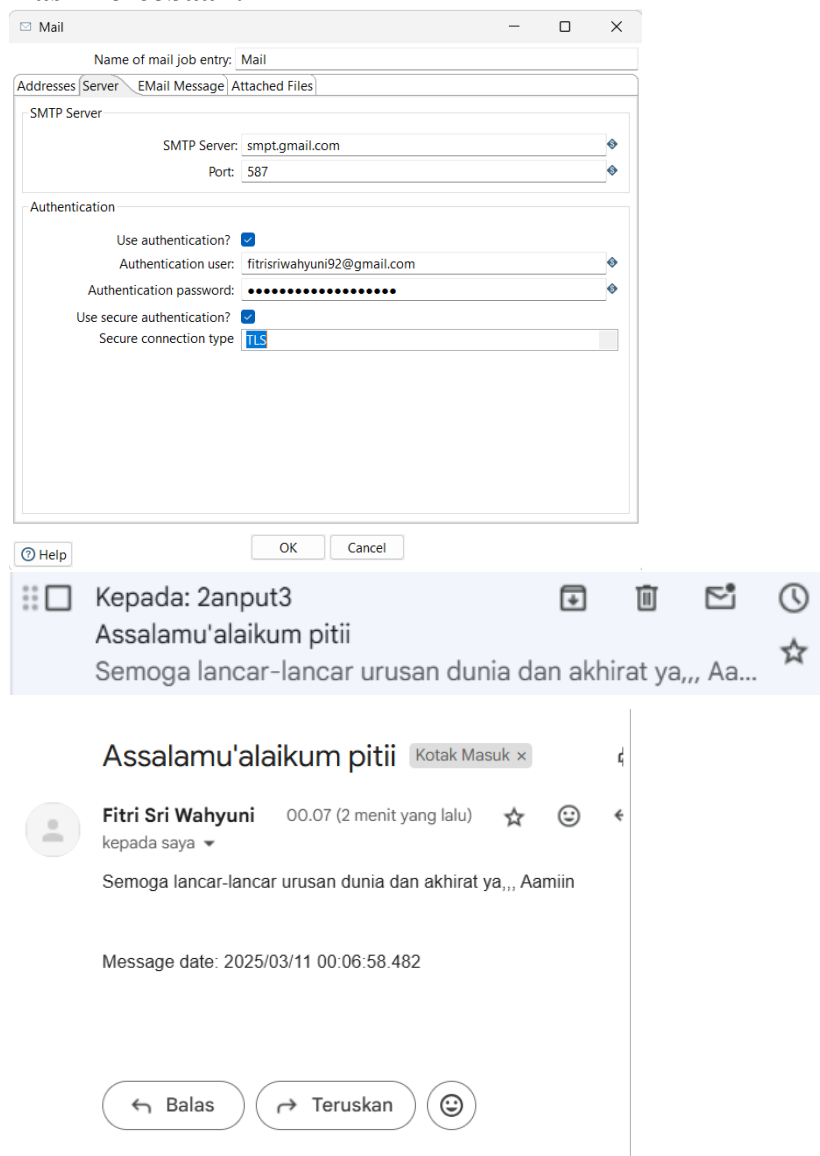 Mail
Name of mail job entry: Mail
Addresses Server EMail Message Attached Files
SMTP Server
SMTP Server: smpt.gmail.com
Port: 587
Authentication
Use authentication?
Authentication user: fitrisriwahyuni92@gmail.com
Authentication password: ●●●●●●●●●●●●●●●●●●●
Use secure authentication?
Secure connection type TLS
Help OK Cancel
Kepada: 2anput3
Assalamu'alaikum pitii
Semoga lancar-lancar urusan dunia dan akhirat ya,,, Aa...
Assalamu'alaikum pitii Kotak Masuk ×
Fitri Sri Wahyuni 00.07 (2 menit yang lalu)
kepada saya
Semoga lancar-lancar urusan dunia dan akhirat ya,,, Aamiin
Message date: 2025/03/11 00:06:58.482
Balas Teruskan